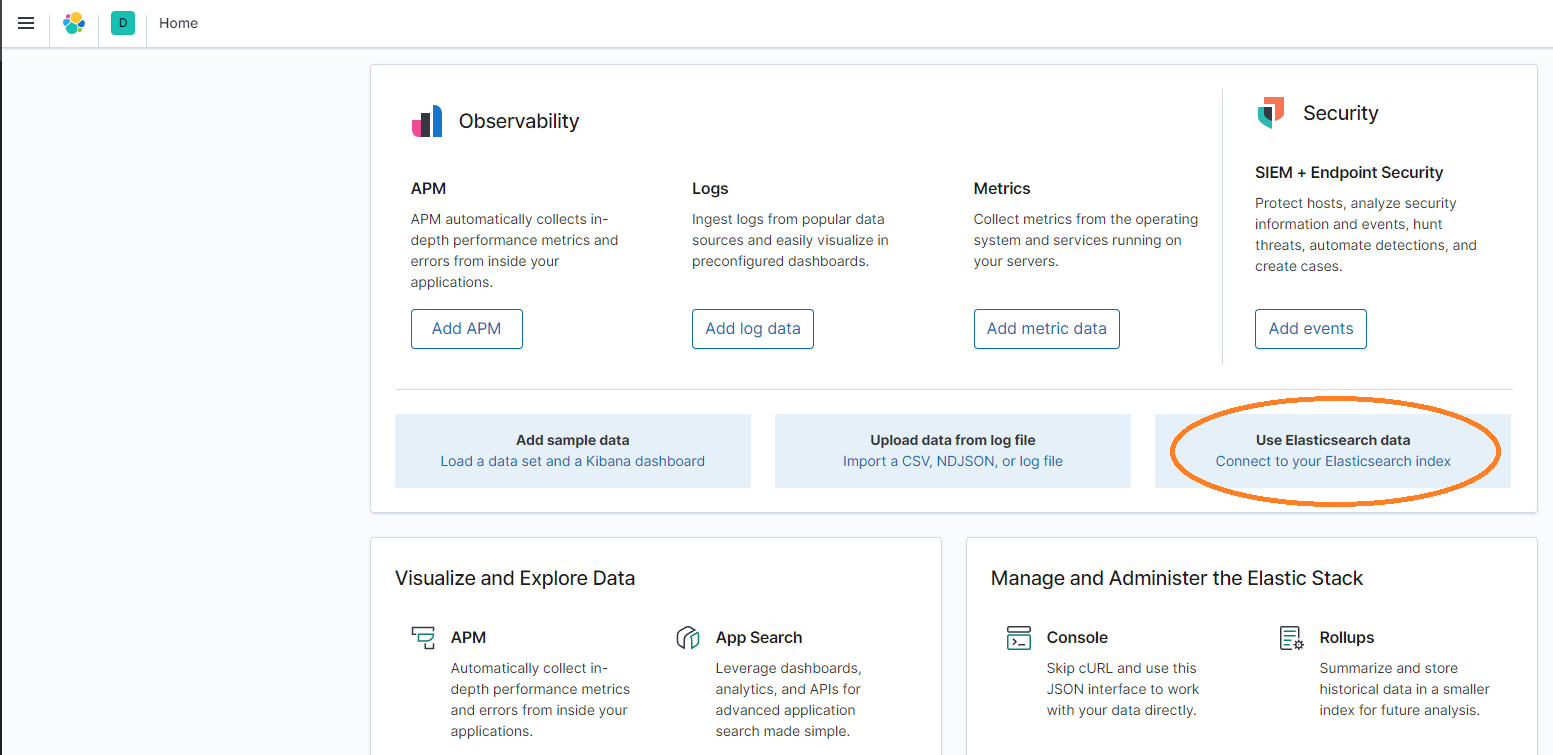 D Home
Observability
APM
APM automatically collects in-
depth performance metrics and
errors from inside your
applications.
Add APM
Logs
Ingest logs from popular data
sources and easily visualize in
preconfigured dashboards.
Add log data
Metrics
Collect metrics from the operating
system and services running on
your servers.
Add metric data
Security
SIEM + Endpoint Security
Protect hosts, analyze security
information and events, hunt
threats, automate detections, and
create cases.
Add events
Add sample data
Load a data set and a Kibana dashboard
Upload data from log file
Import a CSV, NDJSON, or log file
Use Elasticsearch data
Connect to your Elasticsearch index
Visualize and Explore Data
APM
Automatically collect in-
depth performance metrics
and errors from inside your
applications.
App Search
Leverage dashboards,
analytics, and APIs for
advanced application
search made simple.
Manage and Administer the Elastic Stack
Console
Skip cURL and use this
JSON interface to work
with your data directly.
Rollups
Summarize and store
historical data in a smaller
index for future analysis.